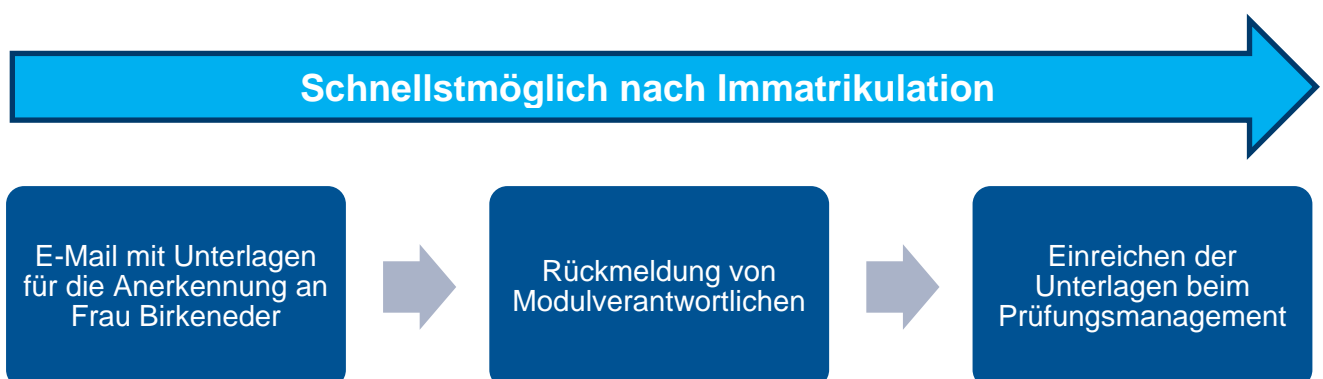 Schnellstmöglich nach Immatrikulation
E-Mail mit Unterlagen
für die Anerkennung an
Frau Birkeneder
Rückmeldung von
Modulverantwortlichen
Einreichen der
Unterlagen beim
Prüfungsmanagement